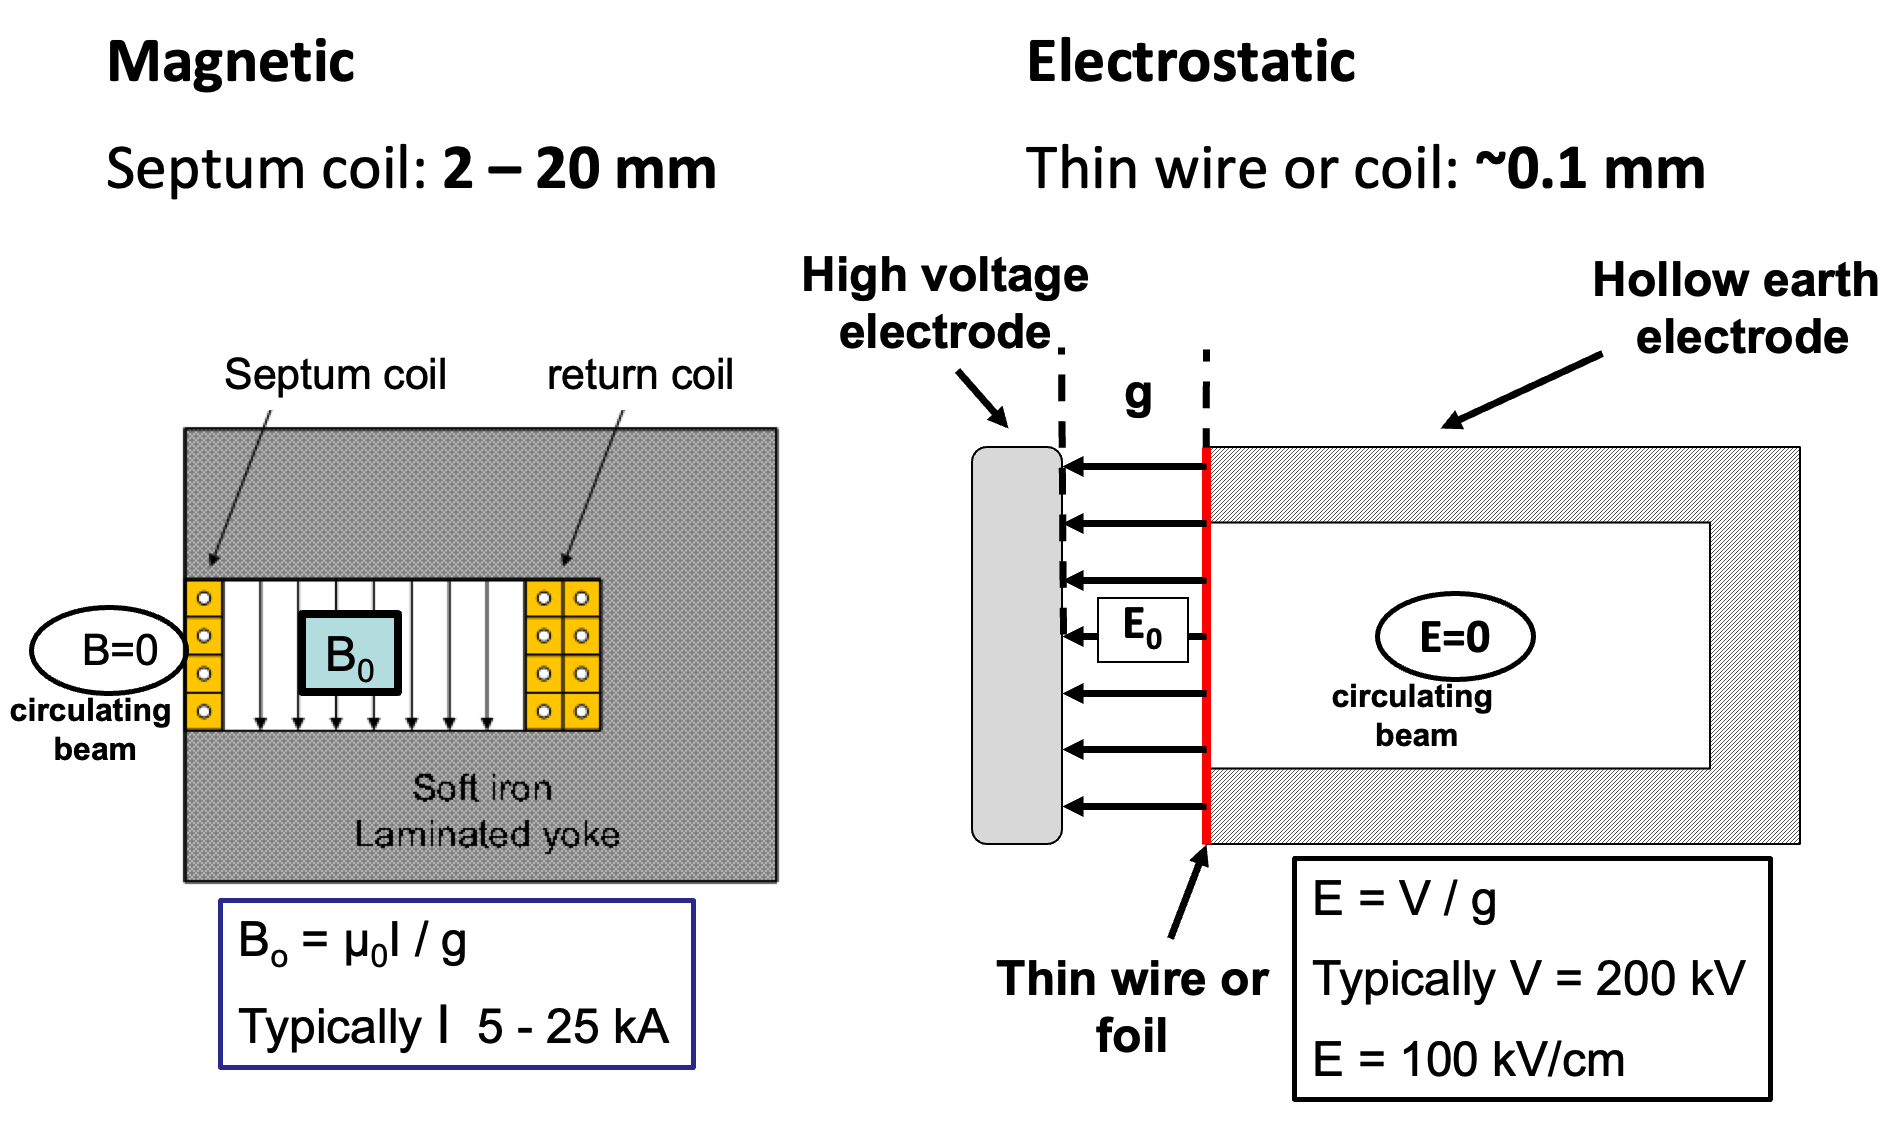 Magnetic
Septum coil: 2 – 20 mm
Septum coil
return coil
B=0
circulating
beam
B₀
Soft iron
Laminated yoke
Bₒ = μ₀I / g
Typically I 5 - 25 kA
Electrostatic
Thin wire or coil: ~0.1 mm
High voltage
electrode
g
Hollow earth
electrode
E₀
E=0
circulating
beam
Thin wire or
foil
E = V / g
Typically V = 200 kV
E = 100 kV/cm